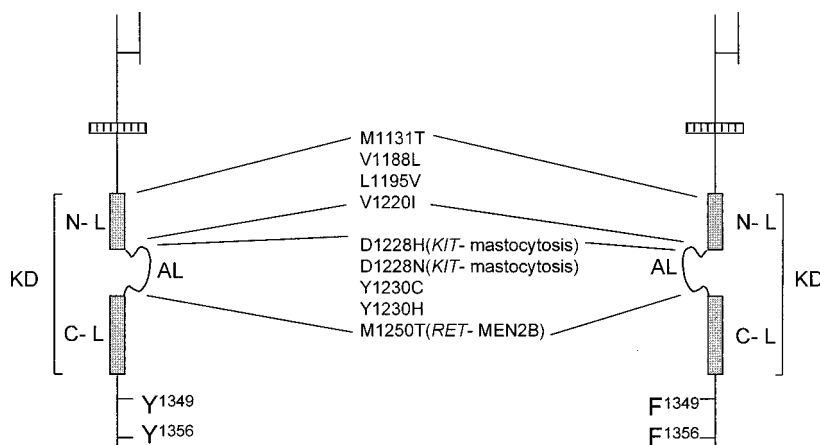 M1131T
V1188L
L1195V
V1220I
N- L
N- L
D1228H(KIT- mastocytosis)
D1228N(KIT- mastocytosis)
KD
AL
AL
KD
Y1230C
Y1230H
M1250T(RET- MEN2B)
C- L
C- L
Y1349
F1349
Y1356
F1356